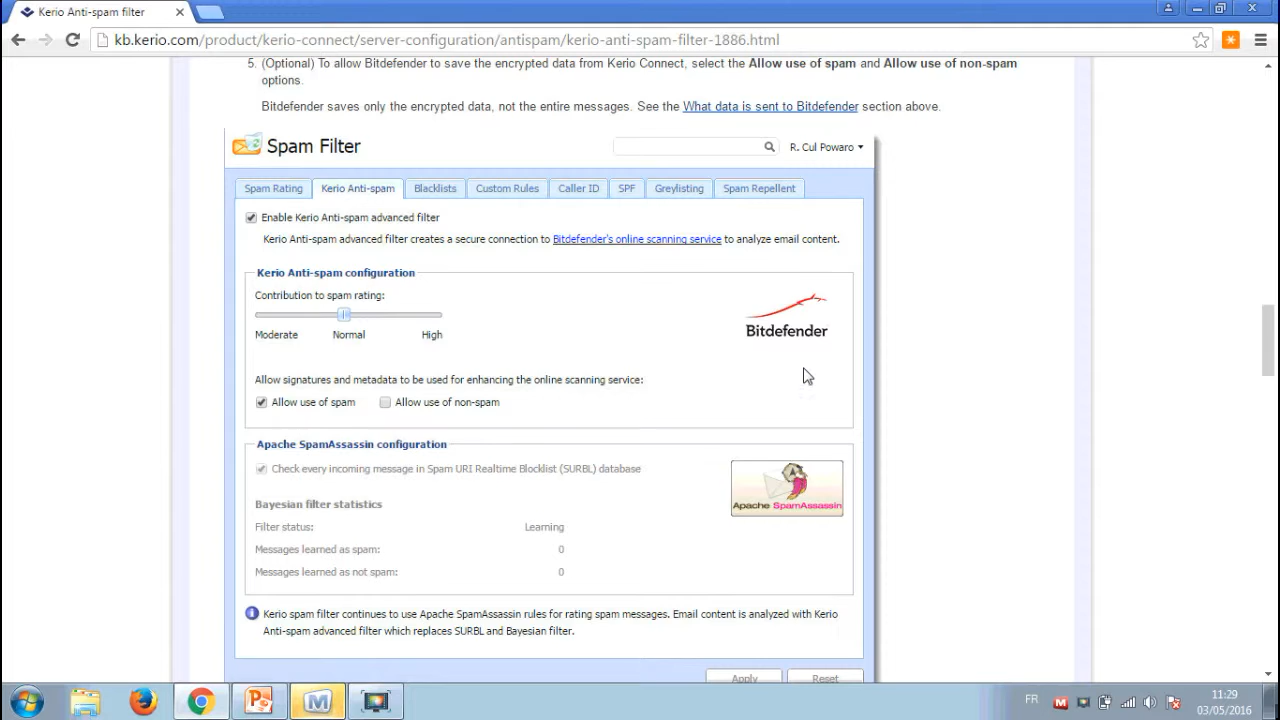 Kerio Anti-spam filter
kb.kerio.com/product/kerio-connect/server-configuration/antispam/kerio-anti-spam-filter-1886.html
5. (Optional) To allow Bitdefender to save the encrypted data from Kerio Connect, select the Allow use of spam and Allow use of non-spam
options.
Bitdefender saves only the encrypted data, not the entire messages. See the What data is sent to Bitdefender section above.
Spam Filter
R. Cul Powaro
Spam Rating Kerio Anti-spam Blacklists Custom Rules Caller ID SPF Greylisting Spam Repellent
Enable Kerio Anti-spam advanced filter
Kerio Anti-spam advanced filter creates a secure connection to Bitdefender's online scanning service to analyze email content.
Kerio Anti-spam configuration
Contribution to spam rating:
Moderate Normal High
Bitdefender
Allow signatures and metadata to be used for enhancing the online scanning service:
Allow use of spam Allow use of non-spam
Apache SpamAssassin configuration
Check every incoming message in Spam URI Realtime Blocklist (SURBL) database
Apache SpamAssassin
Bayesian filter statistics
Filter status: Learning
Messages learned as spam: 0
Messages learned as not spam: 0
Kerio spam filter continues to use Apache SpamAssassin rules for rating spam messages. Email content is analyzed with Kerio
Anti-spam advanced filter which replaces SURBL and Bayesian filter.
Apply Reset
FR
11:29
03/05/2016